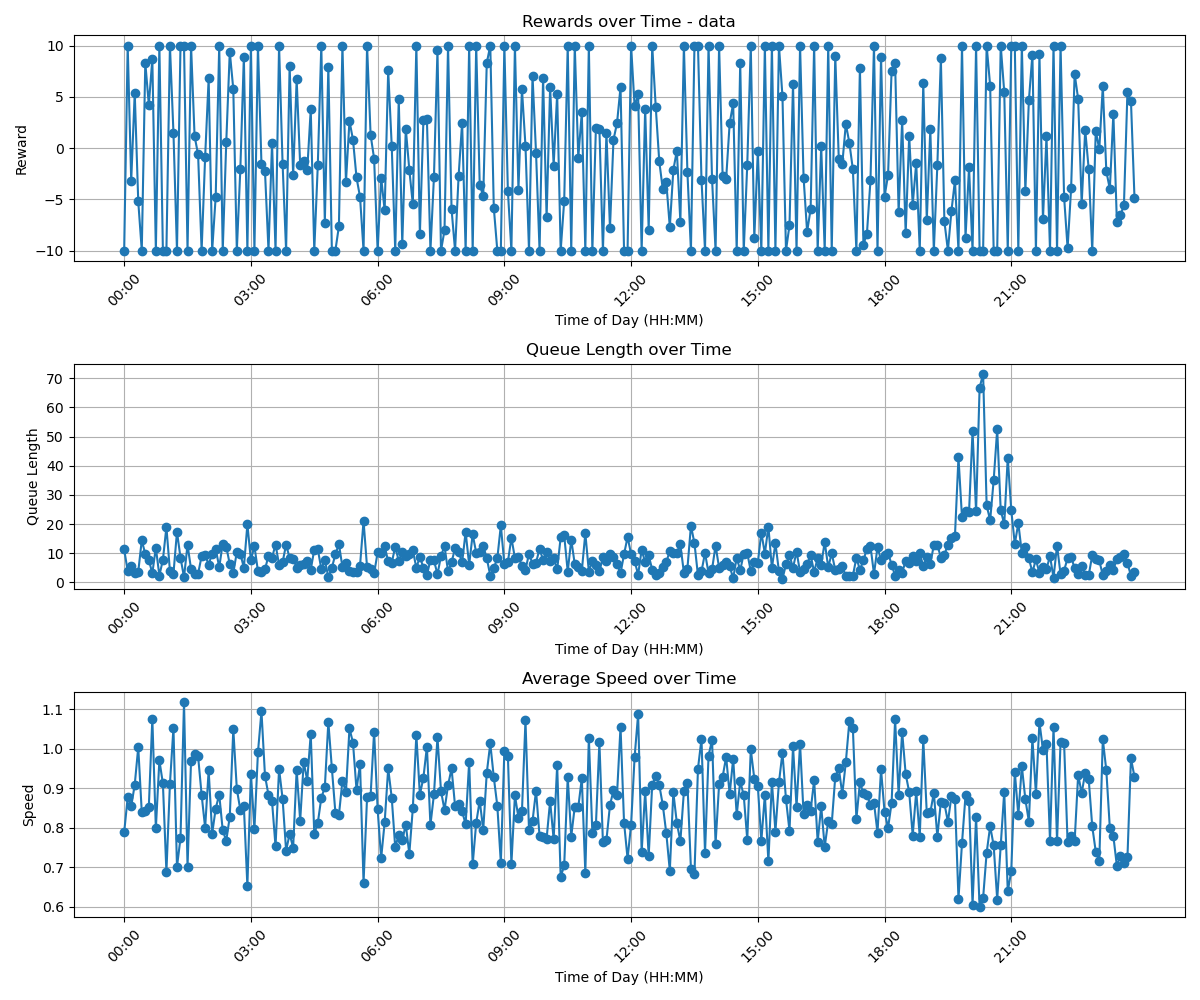 Rewards over Time - data
10
5
0
−5
−10
Reward
00:00 03:00 06:00 09:00 12:00 15:00 18:00 21:00
Time of Day (HH:MM)
Queue Length over Time
70
60
50
40
30
20
10
0
Queue Length
00:00 03:00 06:00 09:00 12:00 15:00 18:00 21:00
Time of Day (HH:MM)
Average Speed over Time
1.1
1.0
0.9
0.8
0.7
0.6
Speed
00:00 03:00 06:00 09:00 12:00 15:00 18:00 21:00
Time of Day (HH:MM)